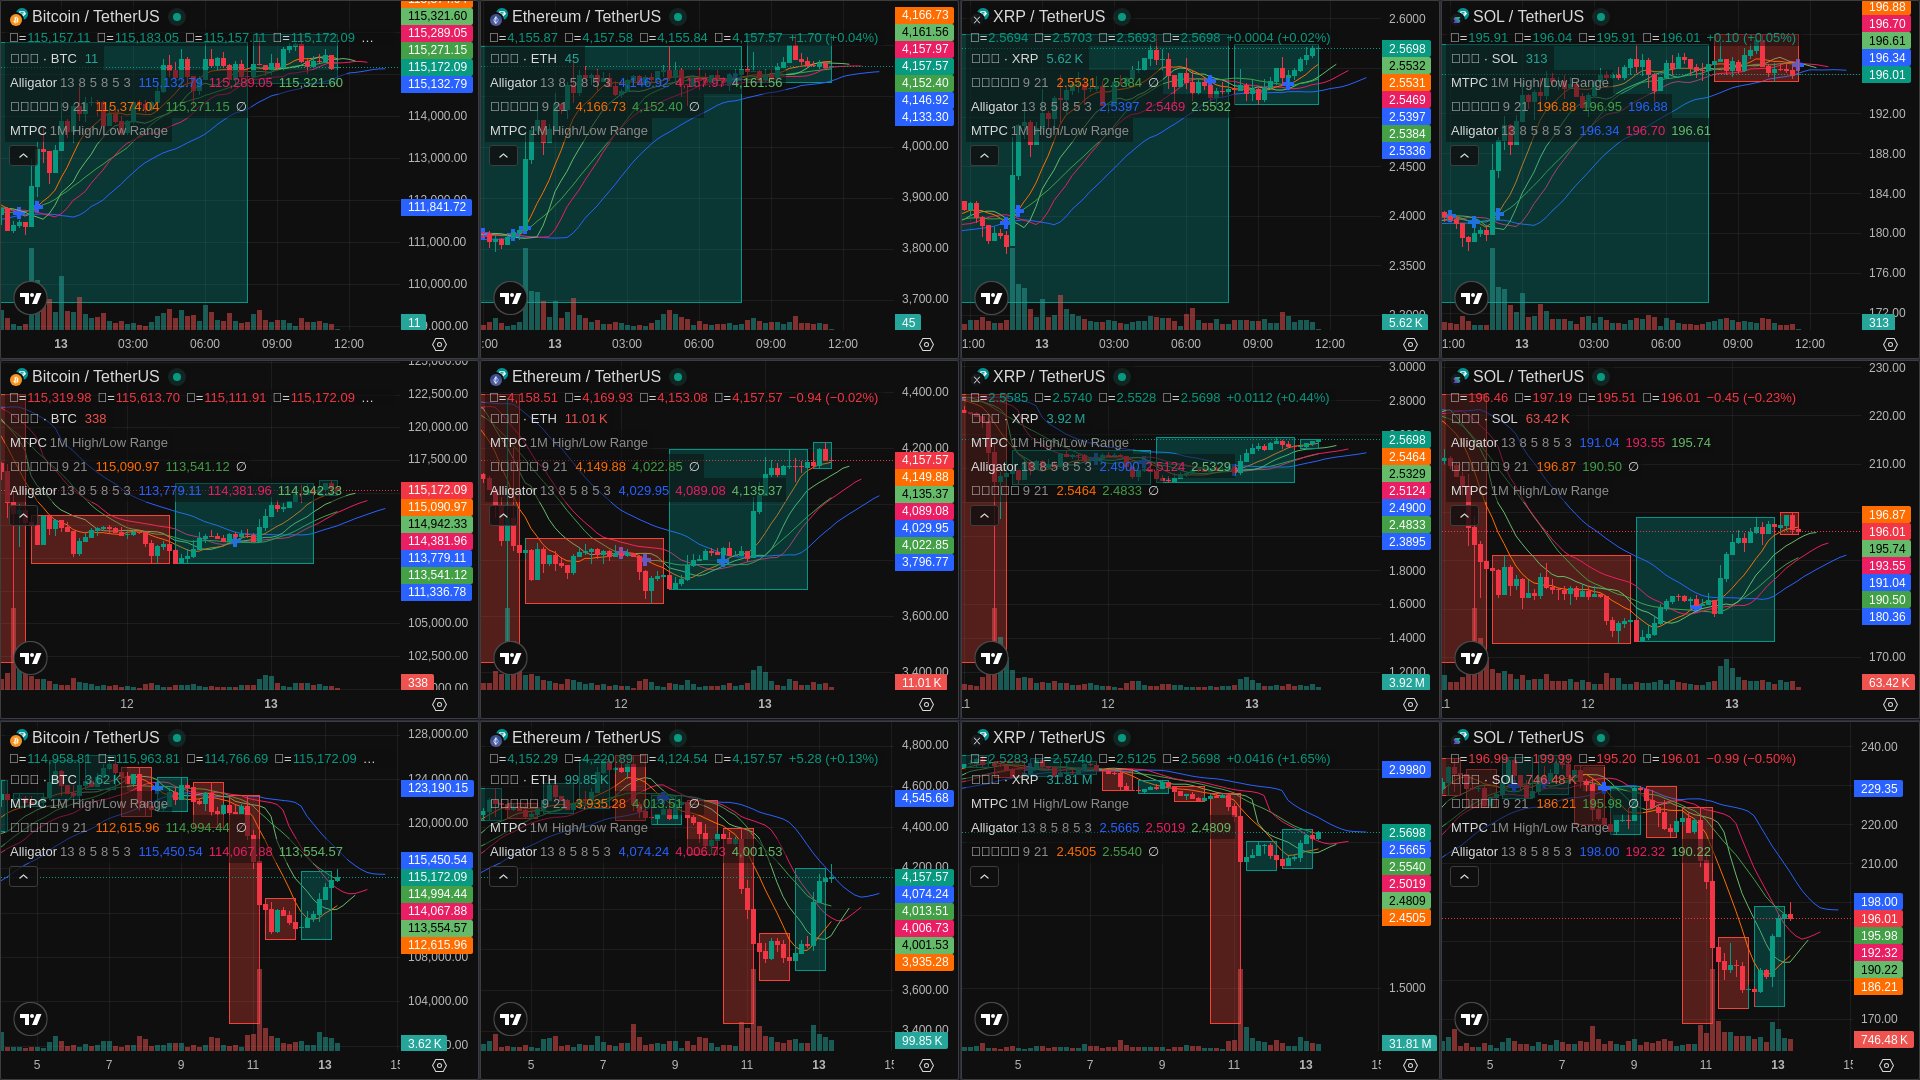 Bitcoin / TetherUS
□=115,157.11 □=115,183.05 □=115,157.11 □=115,172.09 ...
□□□ · BTC 11
Alligator 13 8 5 8 5 3 115,132.79 115,289.05 115,321.60
□□□□□ 9 21 115,374.04 115,271.15 ∅
MTPC 1M High/Low Range
115,321.60
115,289.05
115,271.15
115,172.09
115,132.79
114,000.00
113,000.00
111,841.72
111,000.00
110,000.00
11
13 03:00 06:00 09:00 12:00
Ethereum / TetherUS
□=4,155.87 □=4,157.58 □=4,155.84 □=4,157.57 +1.70 (+0.04%)
□□□ · ETH 45
Alligator 13 8 5 8 5 3 4,146.92 4,167.97 4,161.56
□□□□□ 9 21 4,166.73 4,152.40 ∅
MTPC 1M High/Low Range
4,166.73
4,161.56
4,157.97
4,157.57
4,152.40
4,146.92
4,133.30
4,000.00
3,900.00
3,800.00
3,700.00
45
:00 13 03:00 06:00 09:00 12:00
XRP / TetherUS
□=2.5694 □=2.5703 □=2.5693 □=2.5698 +0.0004 (+0.02%)
□□□ · XRP 5.62 K
□□□□□ 9 21 2.5531 2.5384 ∅
Alligator 13 8 5 8 5 3 2.5397 2.5469 2.5532
MTPC 1M High/Low Range
2.6000
2.5698
2.5532
2.5531
2.5469
2.5397
2.5384
2.5336
2.4500
2.4000
2.3500
5.62 K
1:00 13 03:00 06:00 09:00 12:00
SOL / TetherUS
□=195.91 □=196.04 □=195.91 □=196.01 +0.10 (+0.05%)
□□□ · SOL 313
MTPC 1M High/Low Range
□□□□□ 9 21 196.88 196.95 196.88
Alligator 13 8 5 8 5 3 196.34 196.70 196.61
196.88
196.70
196.61
196.34
196.01
192.00
188.00
184.00
180.00
176.00
172.00
313
1:00 13 03:00 06:00 09:00 12:00
Bitcoin / TetherUS
□=115,319.98 □=115,613.70 □=115,111.91 □=115,172.09 ...
□□□ · BTC 338
MTPC 1M High/Low Range
□□□□□ 9 21 115,090.97 113,541.12 ∅
Alligator 13 8 5 8 5 3 113,779.11 114,381.96 114,942.33
122,500.00
120,000.00
117,500.00
115,172.09
115,090.97
114,942.33
114,381.96
113,779.11
113,541.12
111,336.78
105,000.00
102,500.00
338
12 13
Ethereum / TetherUS
□=4,158.51 □=4,169.93 □=4,153.08 □=4,157.57 −0.94 (−0.02%)
□□□ · ETH 11.01 K
MTPC 1M High/Low Range
□□□□□ 9 21 4,149.88 4,022.85 ∅
Alligator 13 8 5 8 5 3 4,029.95 4,089.08 4,135.37
4,400.00
4,200.00
4,157.57
4,149.88
4,135.37
4,089.08
4,029.95
4,022.85
3,796.77
3,600.00
3,400.00
11.01 K
12 13
XRP / TetherUS
□=2.5585 □=2.5740 □=2.5528 □=2.5698 +0.0112 (+0.44%)
□□□ · XRP 3.92 M
MTPC 1M High/Low Range
Alligator 13 8 5 8 5 3 2.4900 2.5124 2.5329
□□□□□ 9 21 2.5464 2.4833 ∅
3.0000
2.8000
2.5698
2.5464
2.5329
2.5124
2.4900
2.4833
2.3895
1.8000
1.6000
1.4000
1.2000
3.92 M
11 12 13
SOL / TetherUS
□=196.46 □=197.19 □=195.51 □=196.01 −0.45 (−0.23%)
□□□ · SOL 63.42 K
Alligator 13 8 5 8 5 3 191.04 193.55 195.74
□□□□□ 9 21 196.87 190.50 ∅
MTPC 1M High/Low Range
230.00
220.00
210.00
196.87
196.01
195.74
193.55
191.04
190.50
180.36
170.00
63.42 K
11 12 13
Bitcoin / TetherUS
□=114,958.81 □=115,963.81 □=114,766.69 □=115,172.09 ...
□□□ · BTC 3.62 K
MTPC 1M High/Low Range
□□□□□ 9 21 112,615.96 114,994.44 ∅
Alligator 13 8 5 8 5 3 115,450.54 114,067.88 113,554.57
128,000.00
124,000.00
123,190.15
120,000.00
115,450.54
115,172.09
114,994.44
114,067.88
113,554.57
112,615.96
108,000.00
104,000.00
3.62 K
5 7 9 11 13 15
Ethereum / TetherUS
□=4,152.29 □=4,220.89 □=4,124.54 □=4,157.57 +5.28 (+0.13%)
□□□ · ETH 99.85 K
□□□□□ 9 21 3,935.28 4,013.51 ∅
MTPC 1M High/Low Range
Alligator 13 8 5 8 5 3 4,074.24 4,006.73 4,001.53
4,800.00
4,600.00
4,545.68
4,400.00
4,200.00
4,157.57
4,074.24
4,013.51
4,006.73
4,001.53
3,935.28
3,600.00
3,400.00
99.85 K
5 7 9 11 13 15
XRP / TetherUS
□=2.5283 □=2.5740 □=2.5125 □=2.5698 +0.0416 (+1.65%)
□□□ · XRP 31.81 M
MTPC 1M High/Low Range
Alligator 13 8 5 8 5 3 2.5665 2.5019 2.4809
□□□□□ 9 21 2.4505 2.5540 ∅
2.9980
2.5698
2.5665
2.5540
2.5019
2.4809
2.4505
1.5000
31.81 M
5 7 9 11 13 15
SOL / TetherUS
□=196.99 □=199.99 □=195.20 □=196.01 −0.99 (−0.50%)
□□□ · SOL 746.48 K
□□□□□ 9 21 186.21 195.98 ∅
MTPC 1M High/Low Range
Alligator 13 8 5 8 5 3 198.00 192.32 190.22
240.00
229.35
220.00
210.00
198.00
196.01
195.98
192.32
190.22
186.21
170.00
746.48 K
5 7 9 11 13 15